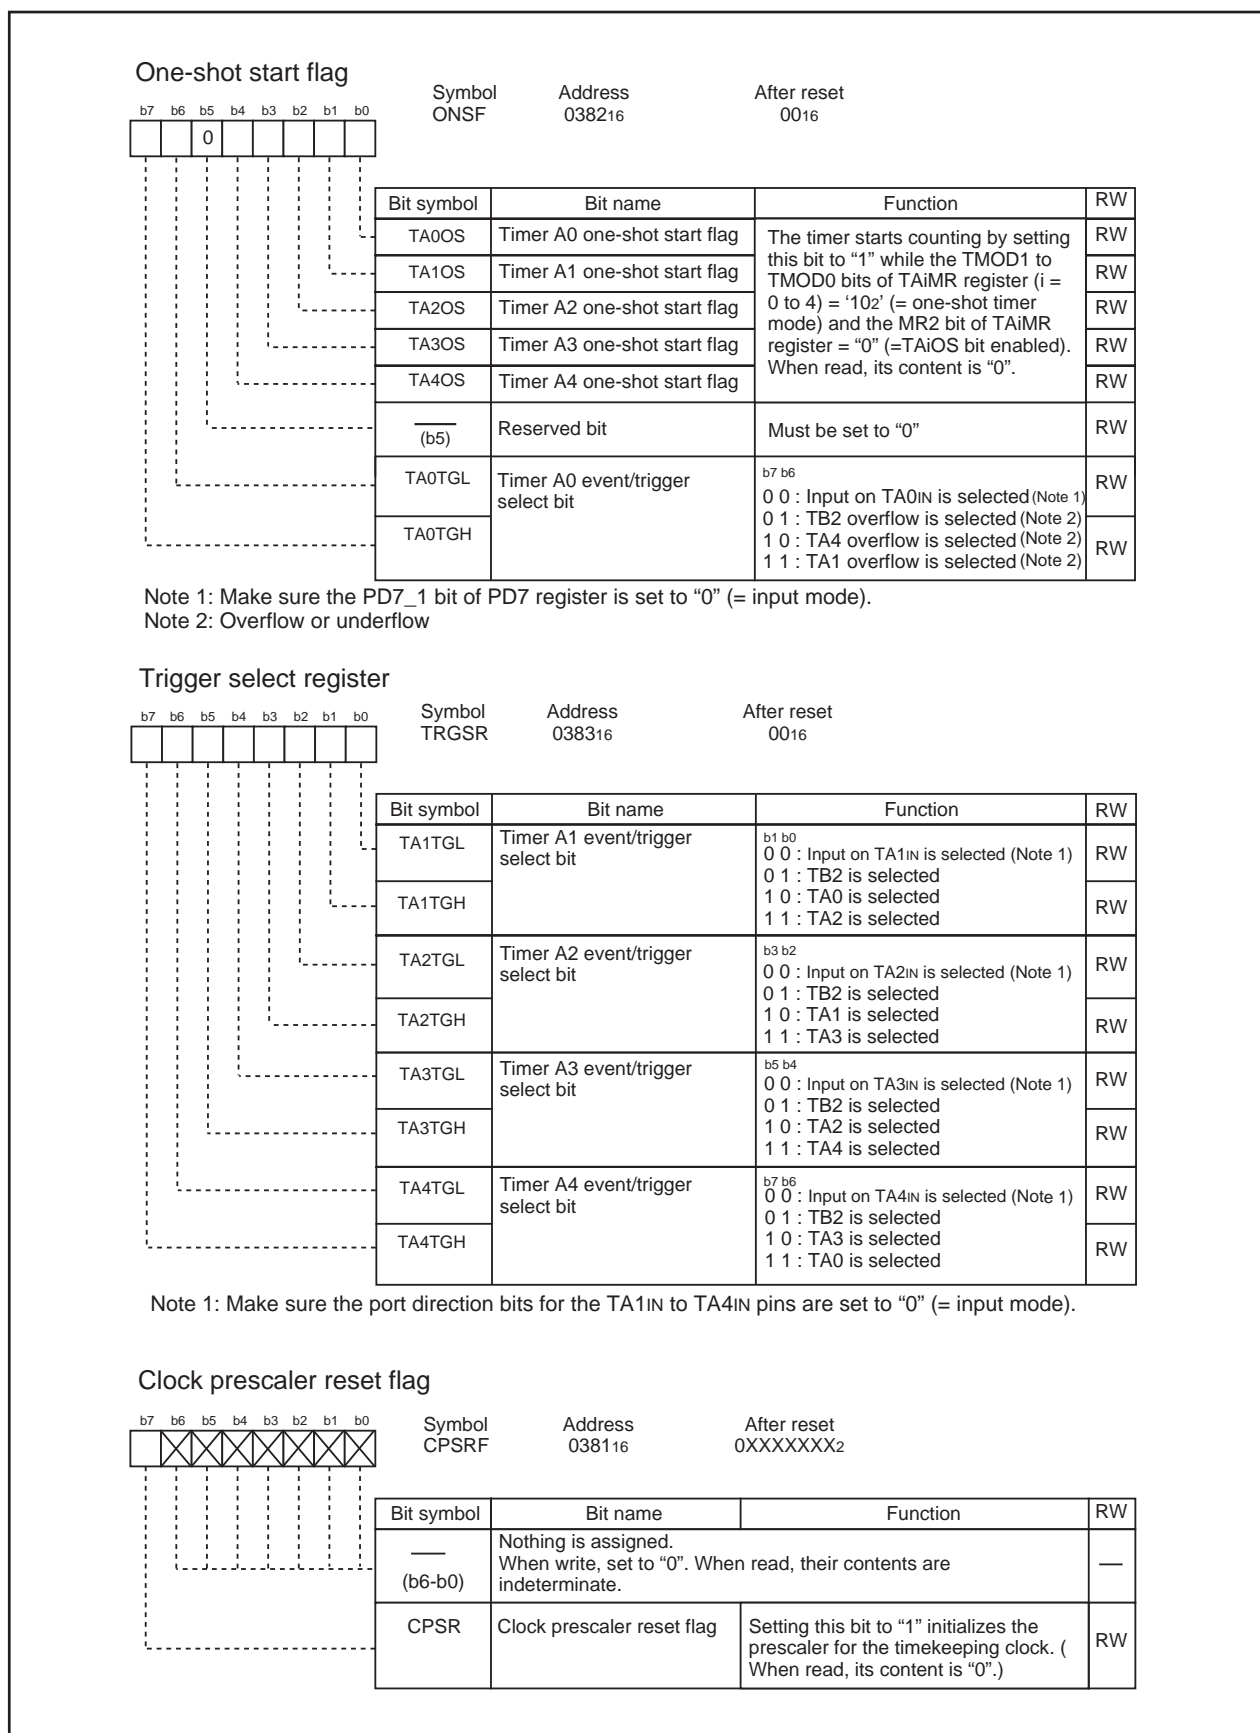 One-shot start flag
Symbol Address After reset
ONSF 038216 0016
b7 b6 b5 b4 b3 b2 b1 b0
0
Bit symbol Bit name Function RW
TA0OS Timer A0 one-shot start flag RW
TA1OS Timer A1 one-shot start flag RW
TA2OS Timer A2 one-shot start flag RW
TA3OS Timer A3 one-shot start flag RW
TA4OS Timer A4 one-shot start flag RW
The timer starts counting by setting
this bit to “1” while the TMOD1 to
TMOD0 bits of TAiMR register (i =
0 to 4) = ‘102’ (= one-shot timer
mode) and the MR2 bit of TAiMR
register = “0” (=TAiOS bit enabled).
When read, its content is “0”.
(b5) Reserved bit Must be set to “0” RW
TA0TGL Timer A0 event/trigger RW
select bit
TA0TGH RW
b7 b6
0 0 : Input on TA0IN is selected (Note 1)
0 1 : TB2 overflow is selected (Note 2)
1 0 : TA4 overflow is selected (Note 2)
1 1 : TA1 overflow is selected (Note 2)
Note 1: Make sure the PD7_1 bit of PD7 register is set to “0” (= input mode).
Note 2: Overflow or underflow
Trigger select register
Symbol Address After reset
TRGSR 038316 0016
b7 b6 b5 b4 b3 b2 b1 b0
Bit symbol Bit name Function RW
TA1TGL Timer A1 event/trigger RW
select bit
TA1TGH RW
b1 b0
0 0 : Input on TA1IN is selected (Note 1)
0 1 : TB2 is selected
1 0 : TA0 is selected
1 1 : TA2 is selected
TA2TGL Timer A2 event/trigger RW
select bit
TA2TGH RW
b3 b2
0 0 : Input on TA2IN is selected (Note 1)
0 1 : TB2 is selected
1 0 : TA1 is selected
1 1 : TA3 is selected
TA3TGL Timer A3 event/trigger RW
select bit
TA3TGH RW
b5 b4
0 0 : Input on TA3IN is selected (Note 1)
0 1 : TB2 is selected
1 0 : TA2 is selected
1 1 : TA4 is selected
TA4TGL Timer A4 event/trigger RW
select bit
TA4TGH RW
b7 b6
0 0 : Input on TA4IN is selected (Note 1)
0 1 : TB2 is selected
1 0 : TA3 is selected
1 1 : TA0 is selected
Note 1: Make sure the port direction bits for the TA1IN to TA4IN pins are set to “0” (= input mode).
Clock prescaler reset flag
Symbol Address After reset
CPSRF 038116 0XXXXXXX2
b7 b6 b5 b4 b3 b2 b1 b0
Bit symbol Bit name Function RW
(b6-b0) —
Nothing is assigned.
When write, set to “0”. When read, their contents are
indeterminate.
CPSR Clock prescaler reset flag RW
Setting this bit to “1” initializes the
prescaler for the timekeeping clock. (
When read, its content is “0”.)